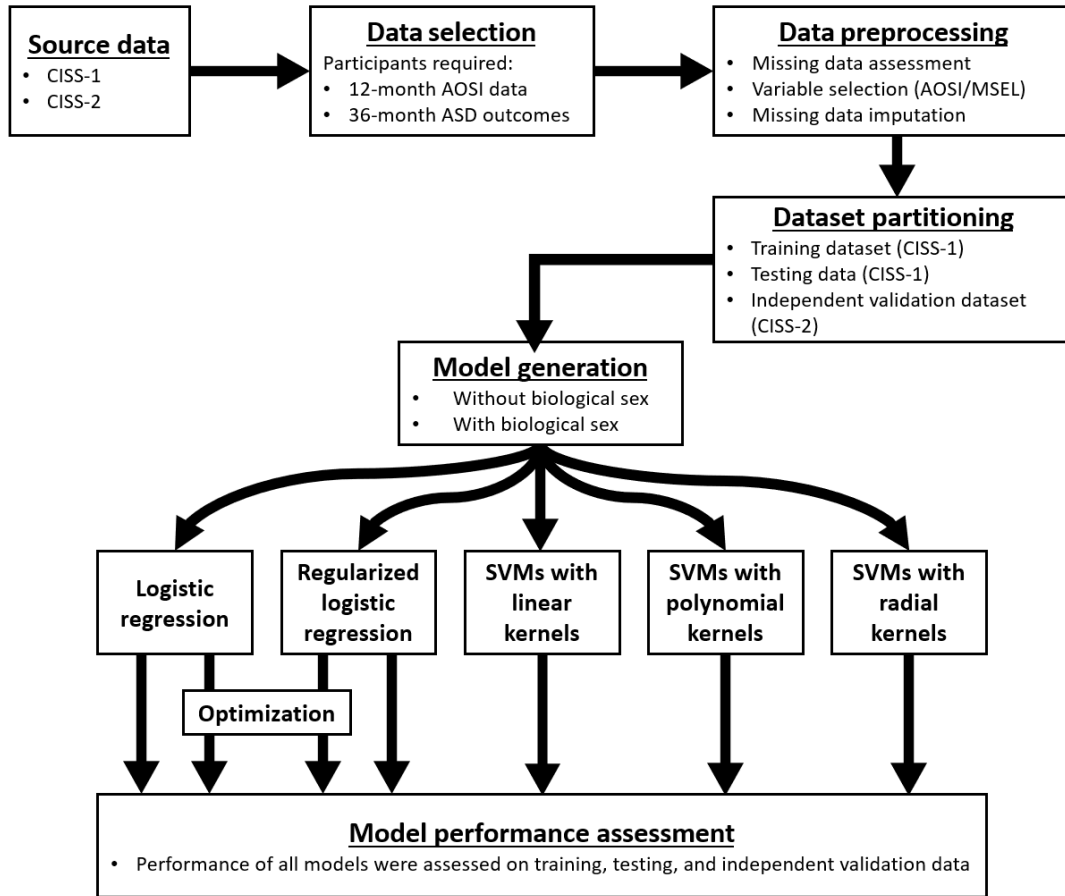 Source data
• CISS-1
• CISS-2
Data selection
Participants required:
• 12-month AOSI data
• 36-month ASD outcomes
Data preprocessing
• Missing data assessment
• Variable selection (AOSI/MSEL)
• Missing data imputation
Dataset partitioning
• Training dataset (CISS-1)
• Testing data (CISS-1)
• Independent validation dataset
(CISS-2)
Model generation
• Without biological sex
• With biological sex
Logistic
regression
Regularized
logistic
regression
SVMs with
linear
kernels
SVMs with
polynomial
kernels
SVMs with
radial
kernels
Optimization
Model performance assessment
• Performance of all models were assessed on training, testing, and independent validation data